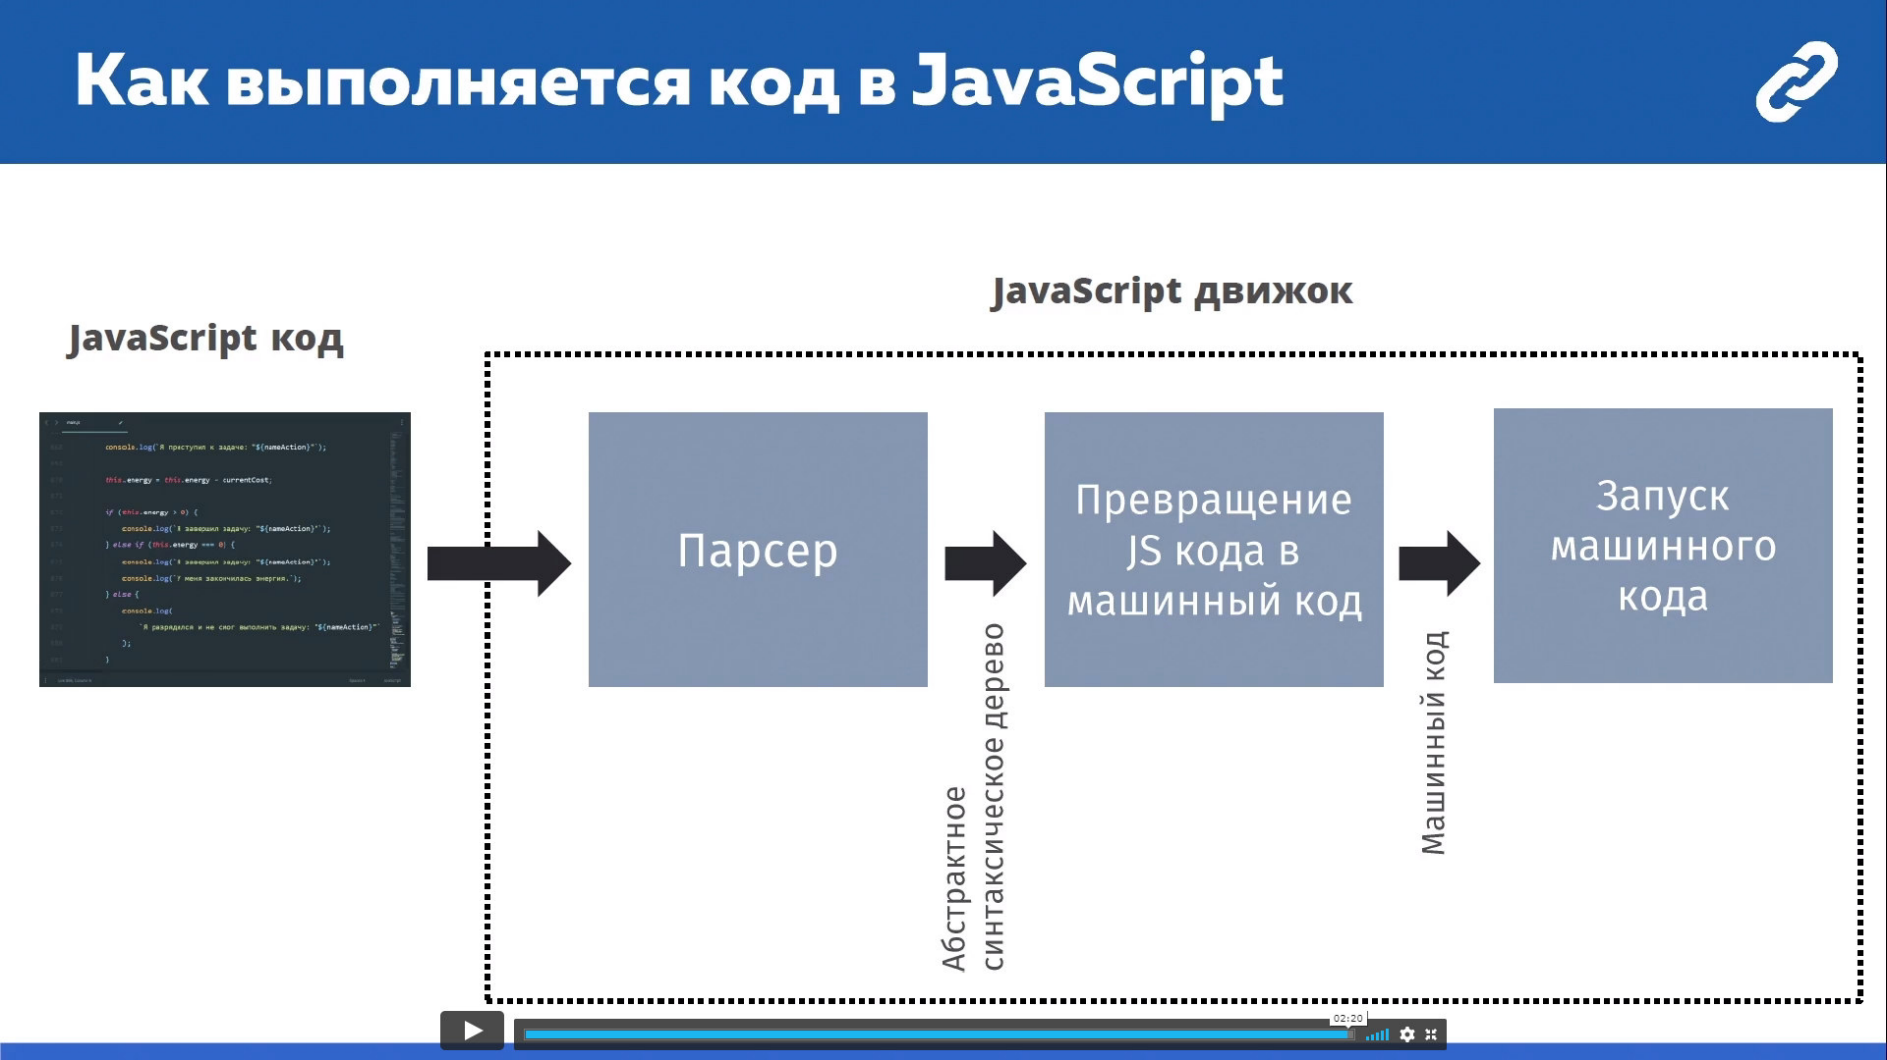 Как выполняется код в JavaScript
JavaScript код
JavaScript движок
console.log(`Я приступил к задаче: "${nameAction}"`);
this.energy = this.energy - currentCost;
if (this.energy > 0) {
console.log(`Я завершил задачу: "${nameAction}"`);
} else if (this.energy === 0) {
console.log(`Я завершил задачу: "${nameAction}"`);
console.log(`У меня закончилась энергия.`);
} else {
console.log(
`Я разрядился и не смог выполнить задачу: "${nameAction}"`
);
}
Парсер
Абстрактное
синтаксическое дерево
Превращение
JS кода в
машинный код
Машинный код
Запуск
машинного
кода
02:20